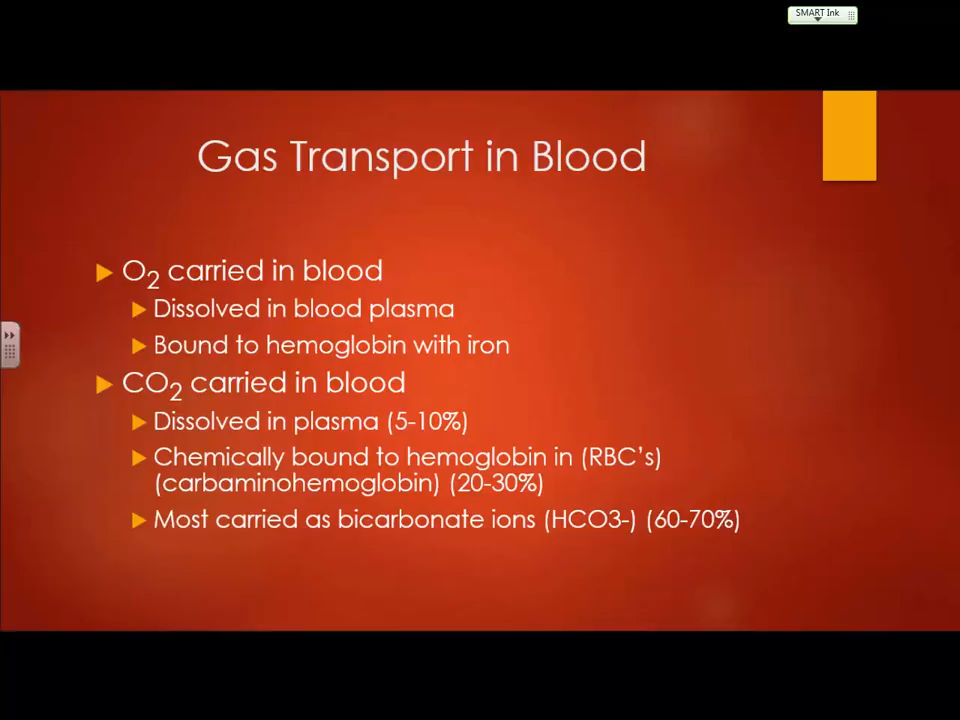 SMART Ink
Gas Transport in Blood
O2 carried in blood
Dissolved in blood plasma
Bound to hemoglobin with iron
CO2 carried in blood
Dissolved in plasma (5-10%)
Chemically bound to hemoglobin in (RBC's)
(carbaminohemoglobin) (20-30%)
Most carried as bicarbonate ions (HCO3-) (60-70%)